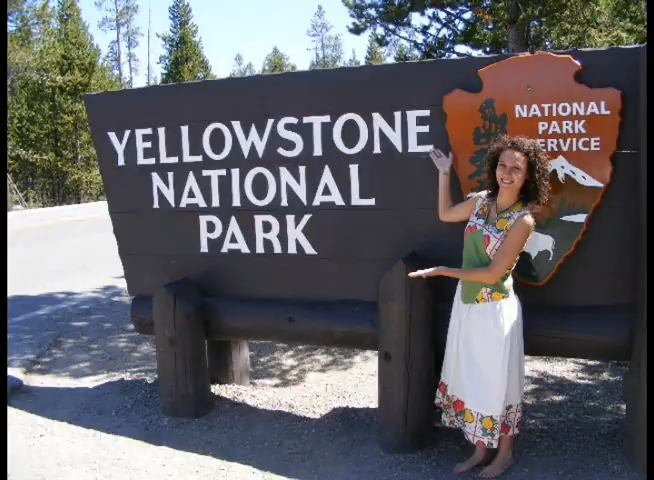 YELLOWSTONE
NATIONAL
PARK
NATIONAL
PARK
SERVICE